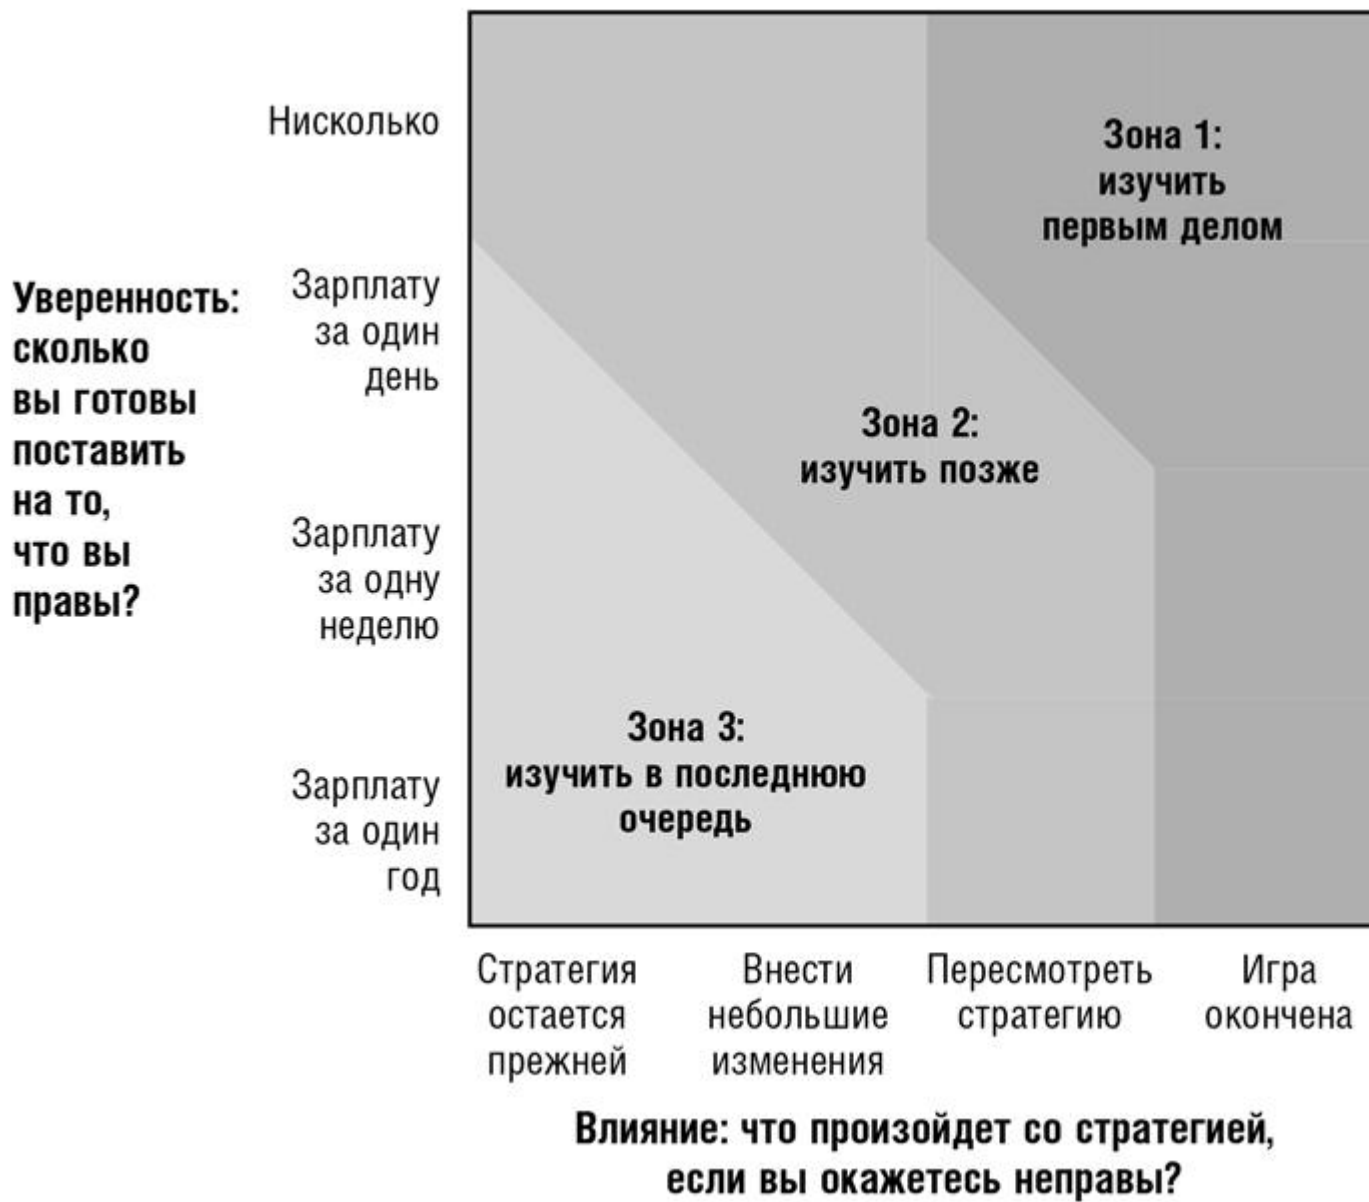 Нисколько
Зона 1:
изучить
первым делом
Уверенность:
сколько
вы готовы
поставить
на то,
что вы
правы?
Зарплату
за один
день
Зона 2:
изучить позже
Зарплату
за одну
неделю
Зона 3:
изучить в последнюю
очередь
Зарплату
за один
год
Стратегия
остается
прежней
Внести
небольшие
изменения
Пересмотреть
стратегию
Игра
окончена
Влияние: что произойдет со стратегией,
если вы окажетесь неправы?